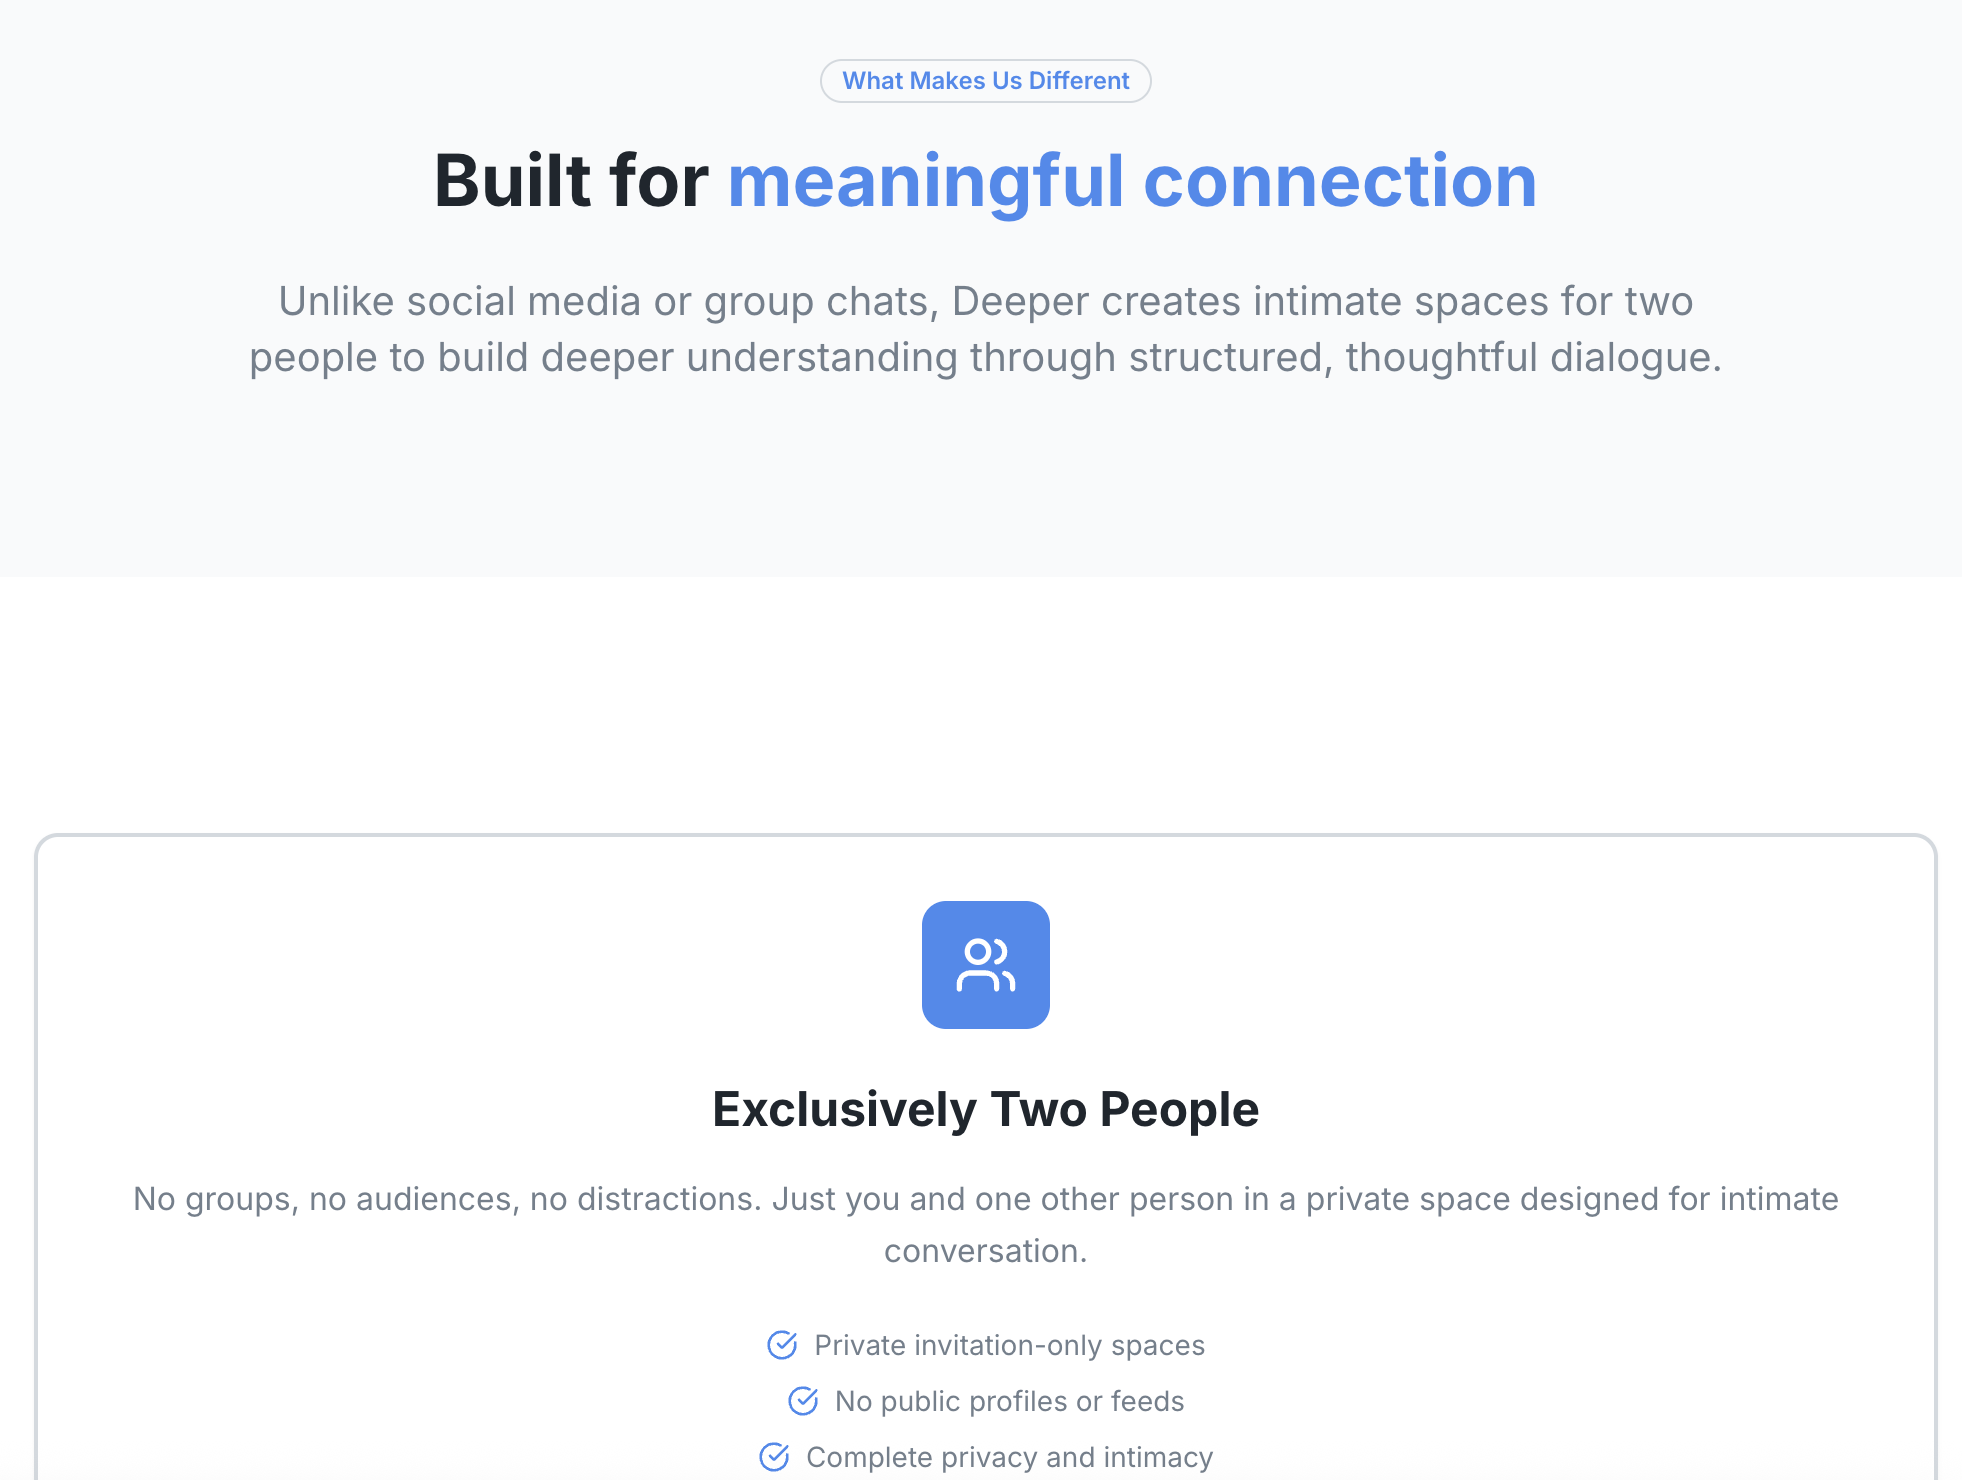 What Makes Us Different
Built for meaningful connection
Unlike social media or group chats, Deeper creates intimate spaces for two
people to build deeper understanding through structured, thoughtful dialogue.
Exclusively Two People
No groups, no audiences, no distractions. Just you and one other person in a private space designed for intimate
conversation.
Private invitation-only spaces
No public profiles or feeds
Complete privacy and intimacy